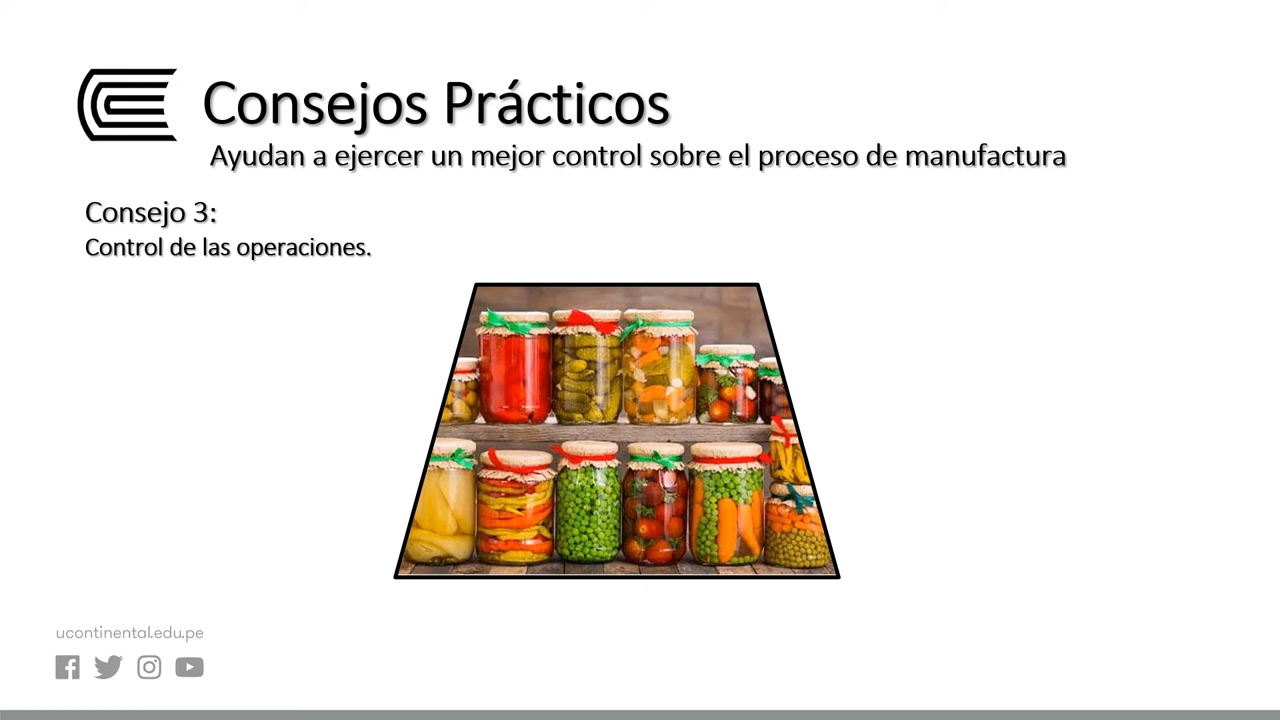 Consejos Prácticos
Ayudan a ejercer un mejor control sobre el proceso de manufactura
Consejo 3:
Control de las operaciones.
ucontinental.edu.pe